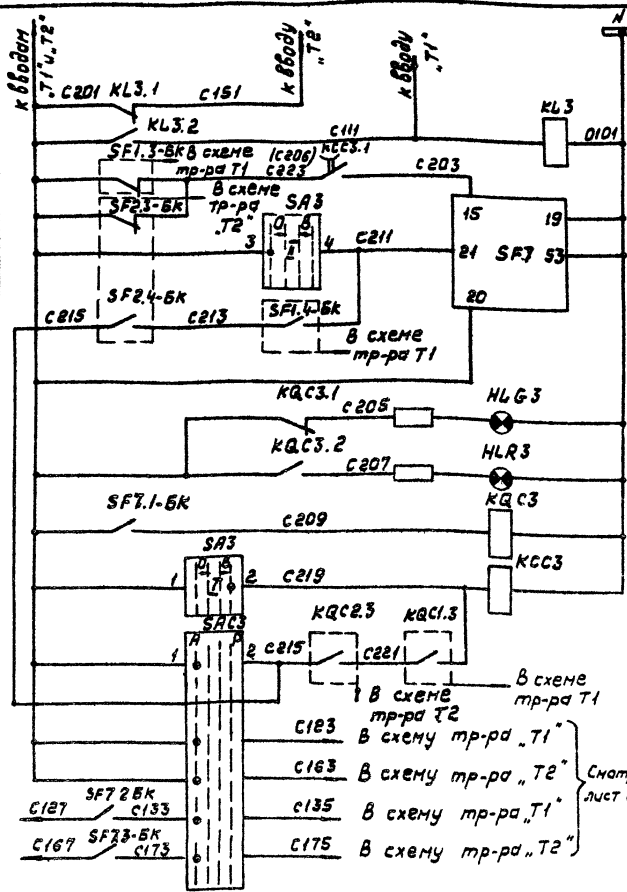 к вводам „Т1" и „Т2"
к вводу „Т2"
к вводу „Т1"
N
С201 KL3.1 С151
KL3.2
С111
KL3
0101
SF1.3-БК В схеме тр-ра Т1
(С206)
С223
KCC3.1
С203
В схеме тр-ра „Т2"
SF2.3-БК
SA3
О В
Л
3
4
С211
15
19
21
SF7
53
20
SF2.4-БК
С215
С213
SF1.4-БК
В схеме тр-ра Т1
KQC3.1
С205
HLG3
KQC3.2
С207
HLR3
SF7.1-БК
С209
KQC3
SA3
О В
Л
1
2
С219
KCC3
SAC3
А Р
1
2
С215
KQC2.3
С221
KQC1.3
В схеме тр-ра Т2
В схеме тр-ра Т1
С123 В схему тр-ра „Т1"
С163 В схему тр-ра „Т2"
С127 SF7.2 БК С133
С135 В схему тр-ра „Т1"
С167 SF7.3-БК С173
С175 В схему тр-ра „Т2"
лист